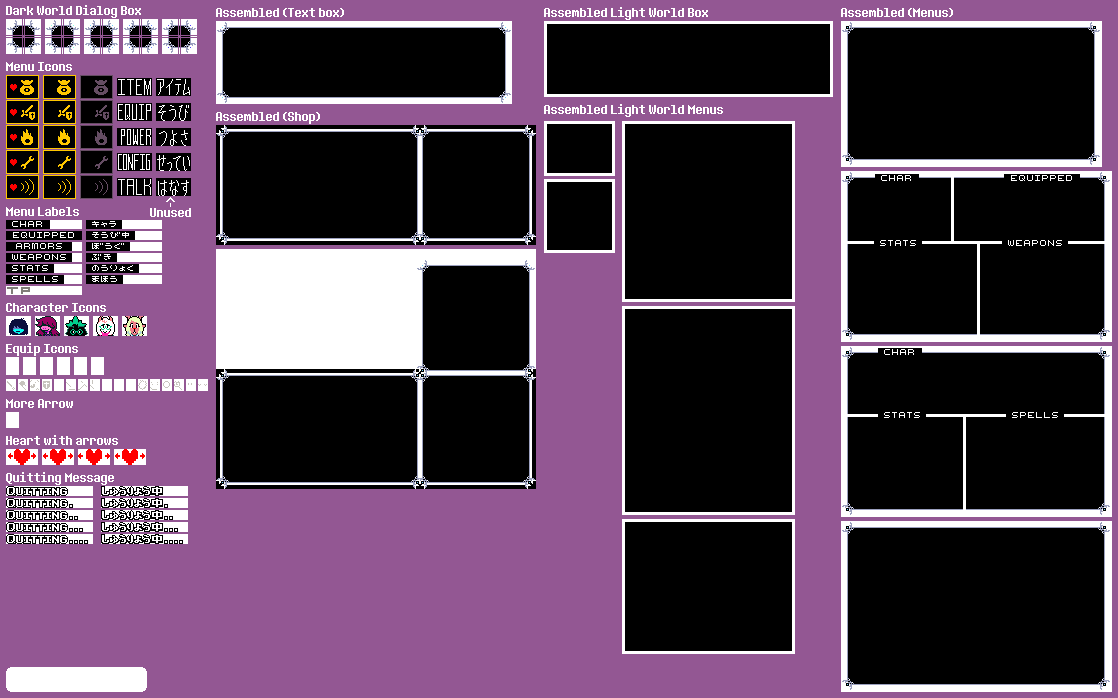 Dark World Dialog Box
Menu Icons
ITEM アイテム
EQUIP そうび
POWER つよさ
CONFIG せってい
TALK はなす
Menu Labels
Unused
CHAR キャラ
EQUIPPED そうび中
ARMORS ぼうぐ
WEAPONS ぶき
STATS のうりょく
SPELLS まほう
TP
Character Icons
Equip Icons
More Arrow
Heart with arrows
Quitting Message
QUITTING しゅうりょう中
QUITTING. しゅうりょう中.
QUITTING.. しゅうりょう中..
QUITTING... しゅうりょう中...
QUITTING.... しゅうりょう中....
Assembled (Text box)
Assembled (Shop)
Assembled Light World Box
Assembled Light World Menus
Assembled (Menus)
CHAR EQUIPPED
STATS WEAPONS
CHAR
STATS SPELLS